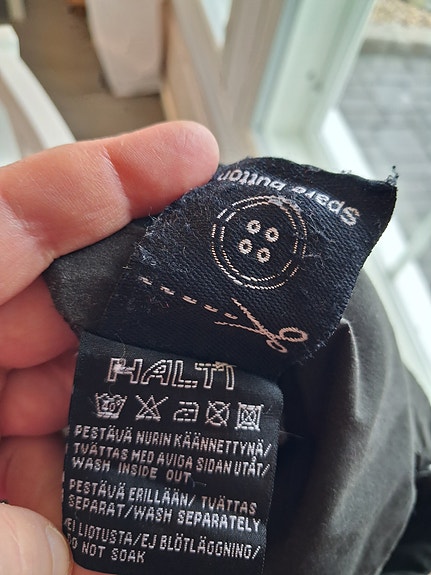 Spare button
HALTI
PESTÄVÄ NURIN KÄÄNNETTYNÄ/
TVÄTTAS MED AVIGA SIDAN UTÅT/
WASH INSIDE OUT
PESTÄVÄ ERILLÄÄN/ TVÄTTAS
SEPARAT/WASH SEPARATELY
EI LIOTUSTA/EJ BLÖTLÄGGNING/
DO NOT SOAK